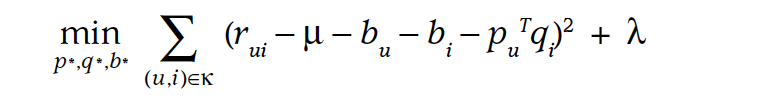 min ∑ (r_ui − μ − b_u − b_i − p_u^T q_i)² + λ
p*,q*,b* (u,i)∈κ